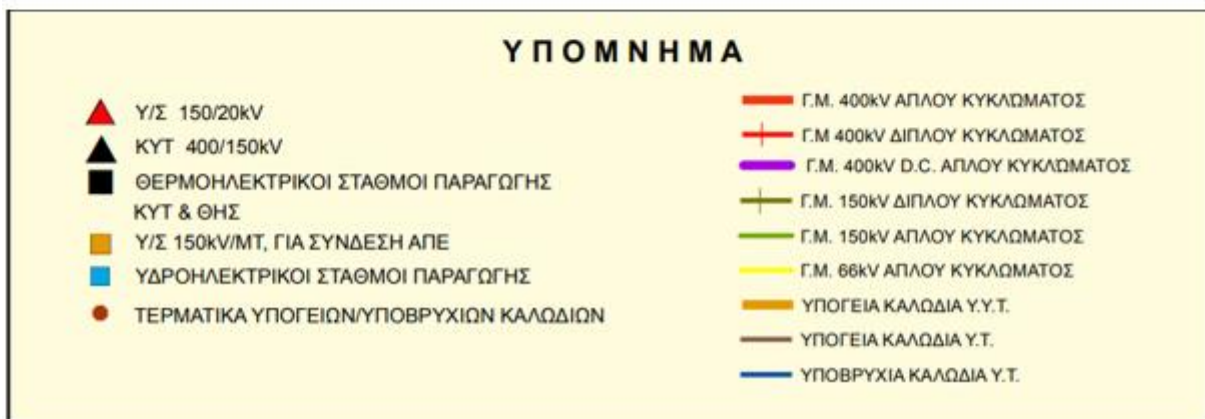 ΥΠΟΜΝΗΜΑ
Υ/Σ 150/20kV
ΚΥΤ 400/150kV
ΘΕΡΜΟΗΛΕΚΤΡΙΚΟΙ ΣΤΑΘΜΟΙ ΠΑΡΑΓΩΓΗΣ
ΚΥΤ & ΘΗΣ
Υ/Σ 150kV/ΜΤ, ΓΙΑ ΣΥΝΔΕΣΗ ΑΠΕ
ΥΔΡΟΗΛΕΚΤΡΙΚΟΙ ΣΤΑΘΜΟΙ ΠΑΡΑΓΩΓΗΣ
ΤΕΡΜΑΤΙΚΑ ΥΠΟΓΕΙΩΝ/ΥΠΟΒΡΥΧΙΩΝ ΚΑΛΩΔΙΩΝ
Γ.Μ. 400kV ΑΠΛΟΥ ΚΥΚΛΏΜΑΤΟΣ
Γ.Μ 400kV ΔΙΠΛΟΥ ΚΥΚΛΩΜΑΤΟΣ
Γ.Μ. 400kV D.C. ΑΠΛΟΥ ΚΥΚΛΏΜΑΤΟΣ
Γ.Μ. 150kV ΔΙΠΛΟΥ ΚΥΚΛΩΜΑΤΟΣ
Γ.Μ. 150kV ΑΠΛΟΥ ΚΥΚΛΩΜΑΤΟΣ
Γ.Μ. 66kV ΑΠΛΟΥ ΚΥΚΛΩΜΑΤΟΣ
ΥΠΟΓΕΙΑ ΚΑΛΩΔΙΑ Υ.Υ.Τ.
ΥΠΟΓΕΙΑ ΚΑΛΩΔΙΑ Υ.Τ.
ΥΠΟΒΡΥΧΙΑ ΚΑΛΩΔΙΑ Υ.Τ.